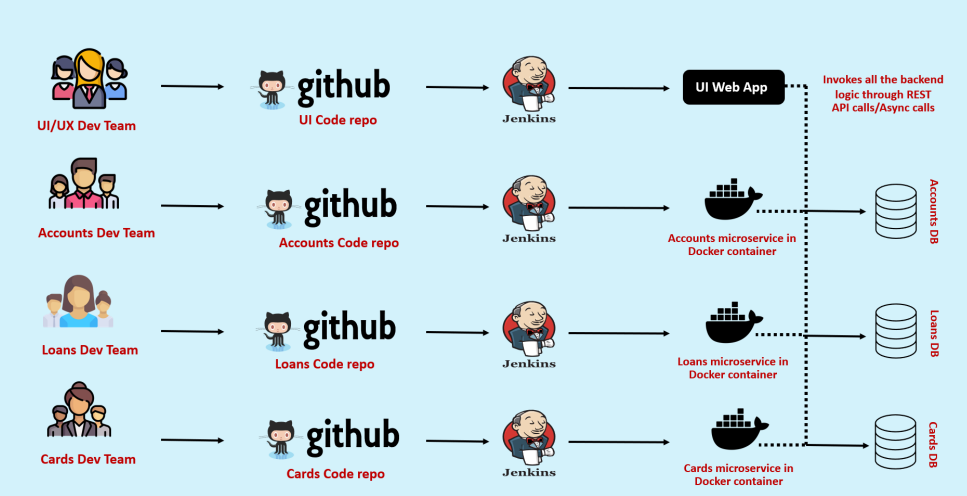 github
UI Web App
Invokes all the backend
logic through REST
API calls/Async calls
UI/UX Dev Team
UI Code repo
Jenkins
github
Accounts Dev Team
Accounts Code repo
Jenkins
Accounts microservice in
Docker container
Accounts DB
github
Loans Dev Team
Loans Code repo
Jenkins
Loans microservice in
Docker container
Loans DB
github
Cards Dev Team
Cards Code repo
Jenkins
Cards microservice in
Docker container
Cards DB